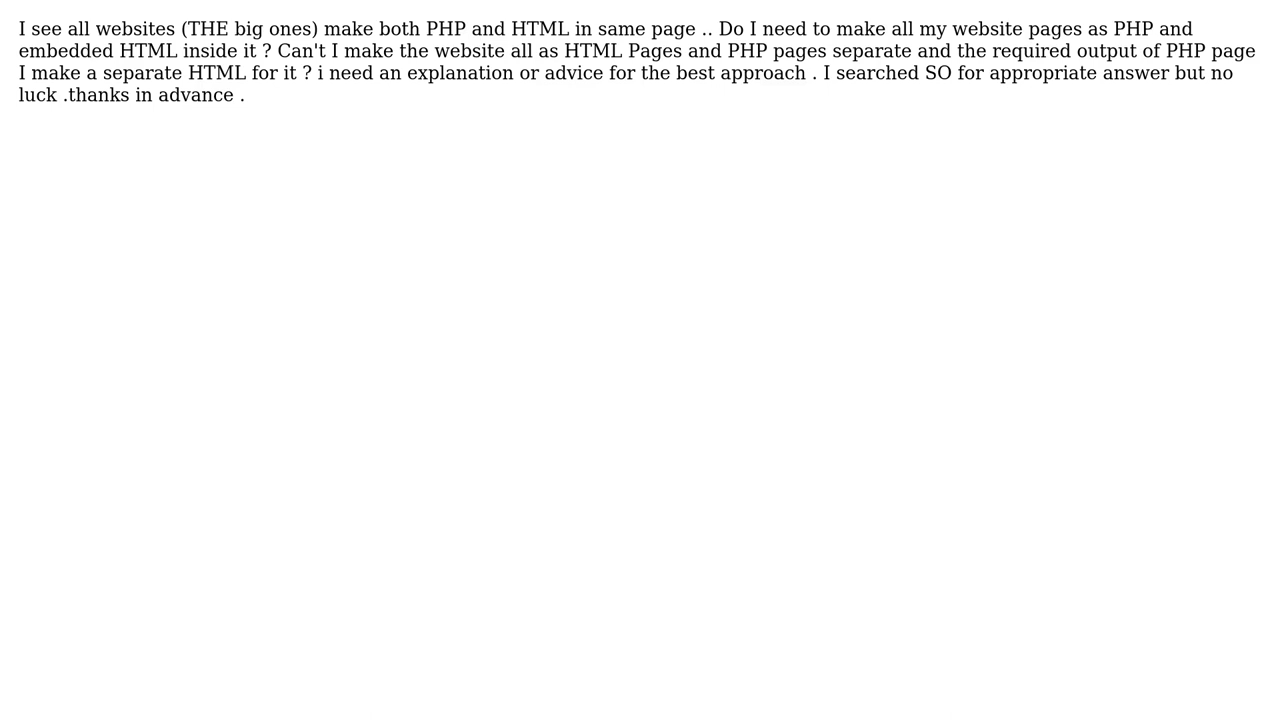 I see all websites (THE big ones) make both PHP and HTML in same page .. Do I need to make all my website pages as PHP and
embedded HTML inside it ? Can't I make the website all as HTML Pages and PHP pages separate and the required output of PHP page
I make a separate HTML for it ? i need an explanation or advice for the best approach . I searched SO for appropriate answer but no
luck .thanks in advance .